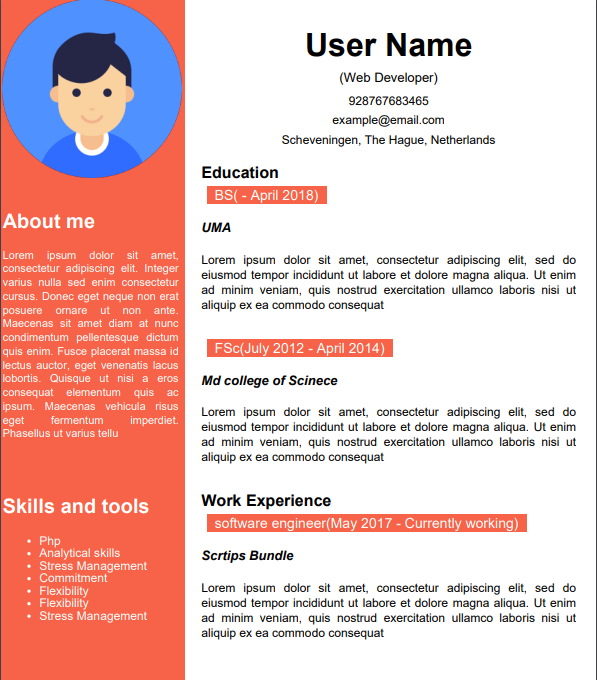 User Name
(Web Developer)
928767683465
example@email.com
Scheveningen, The Hague, Netherlands
About me
Lorem ipsum dolor sit amet,
consectetur adipiscing elit. Integer
varius nulla sed enim consectetur
cursus. Donec eget neque non erat
posuere ornare ut non ante.
Maecenas sit amet diam at nunc
condimentum pellentesque dictum
quis enim. Fusce placerat massa id
lectus auctor, eget venenatis lacus
lobortis. Quisque ut nisi a eros
consequat elementum quis ac
ipsum. Maecenas vehicula risus
eget fermentum imperdiet.
Phasellus ut varius tellu
Skills and tools
• Php
• Analytical skills
• Stress Management
• Commitment
• Flexibility
• Flexibility
• Stress Management
Education
BS( - April 2018)
UMA
Lorem ipsum dolor sit amet, consectetur adipiscing elit, sed do
eiusmod tempor incididunt ut labore et dolore magna aliqua. Ut enim
ad minim veniam, quis nostrud exercitation ullamco laboris nisi ut
aliquip ex ea commodo consequat
FSc(July 2012 - April 2014)
Md college of Scinece
Lorem ipsum dolor sit amet, consectetur adipiscing elit, sed do
eiusmod tempor incididunt ut labore et dolore magna aliqua. Ut enim
ad minim veniam, quis nostrud exercitation ullamco laboris nisi ut
aliquip ex ea commodo consequat
Work Experience
software engineer(May 2017 - Currently working)
Scrtips Bundle
Lorem ipsum dolor sit amet, consectetur adipiscing elit, sed do
eiusmod tempor incididunt ut labore et dolore magna aliqua. Ut enim
ad minim veniam, quis nostrud exercitation ullamco laboris nisi ut
aliquip ex ea commodo consequat